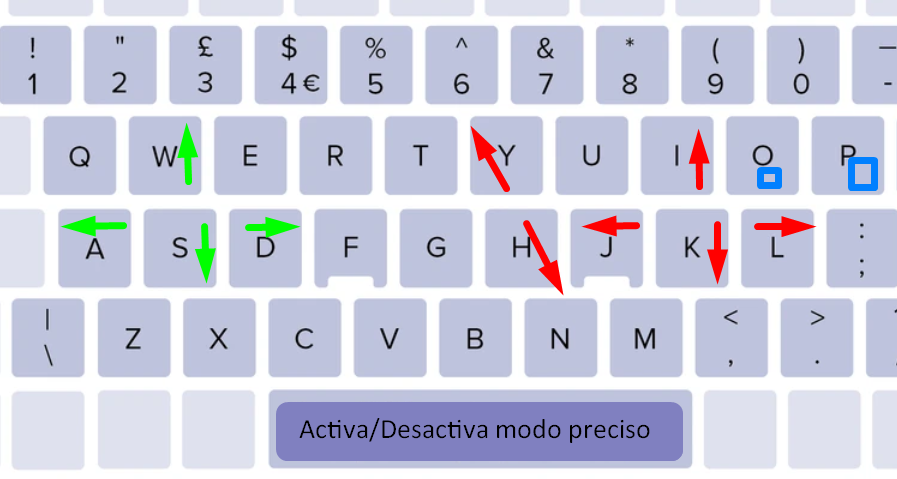 ! " £ $ % ^ & * ( ) —
1 2 3 4 € 5 6 7 8 9 0 -
Q W E R T Y U I O P
A S D F G H J K L :
;
| < >
\ Z X C V B N M , .
Activa/Desactiva modo preciso